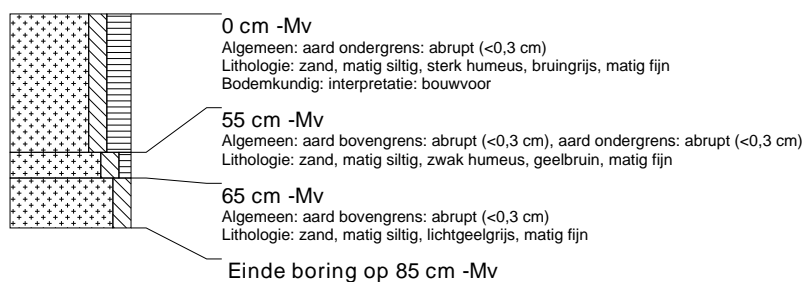 0 cm -Mv
Algemeen: aard ondergrens: abrupt (<0,3 cm)
Lithologie: zand, matig siltig, sterk humeus, bruingrijs, matig fijn
Bodemkundig: interpretatie: bouwvoor
55 cm -Mv
Algemeen: aard bovengrens: abrupt (<0,3 cm), aard ondergrens: abrupt (<0,3 cm)
Lithologie: zand, matig siltig, zwak humeus, geelbruin, matig fijn
65 cm -Mv
Algemeen: aard bovengrens: abrupt (<0,3 cm)
Lithologie: zand, matig siltig, lichtgeelgrijs, matig fijn
Einde boring op 85 cm -Mv